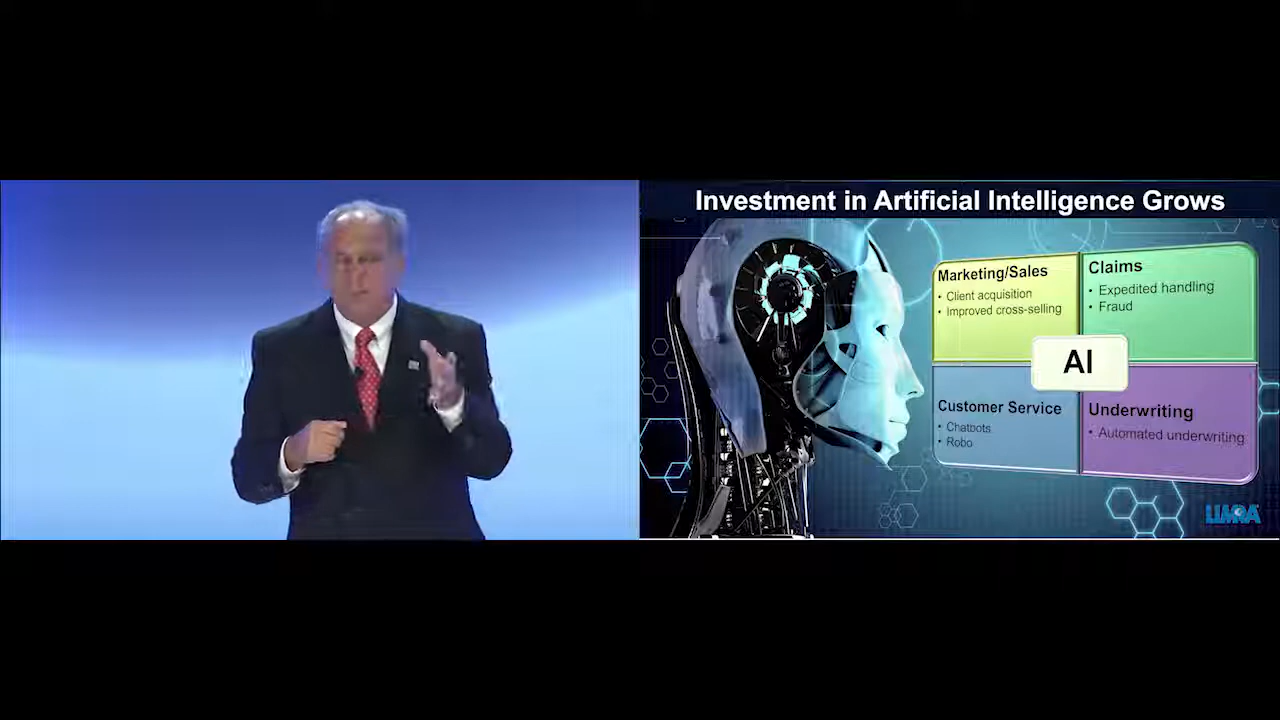 Investment in Artificial Intelligence Grows
Marketing/Sales
• Client acquisition
• Improved cross-selling
Claims
• Expedited handling
• Fraud
AI
Customer Service
• Chatbots
• Robo
Underwriting
• Automated underwriting
LIMRA